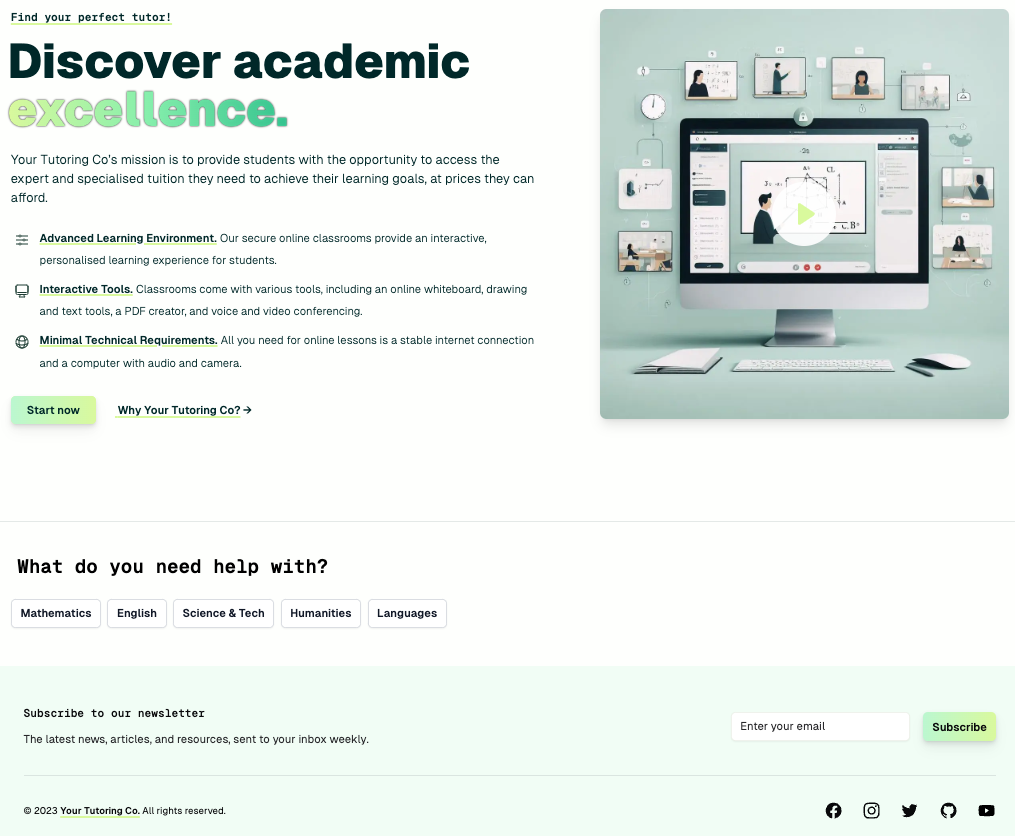 Find your perfect tutor!
Discover academic
excellence.
Your Tutoring Co's mission is to provide students with the opportunity to access the
expert and specialised tuition they need to achieve their learning goals, at prices they can
afford.
Advanced Learning Environment. Our secure online classrooms provide an interactive,
personalised learning experience for students.
Interactive Tools. Classrooms come with various tools, including an online whiteboard, drawing
and text tools, a PDF creator, and voice and video conferencing.
Minimal Technical Requirements. All you need for online lessons is a stable internet connection
and a computer with audio and camera.
Start now
Why Your Tutoring Co? →
What do you need help with?
Mathematics
English
Science & Tech
Humanities
Languages
Subscribe to our newsletter
The latest news, articles, and resources, sent to your inbox weekly.
Enter your email
Subscribe
© 2023 Your Tutoring Co. All rights reserved.